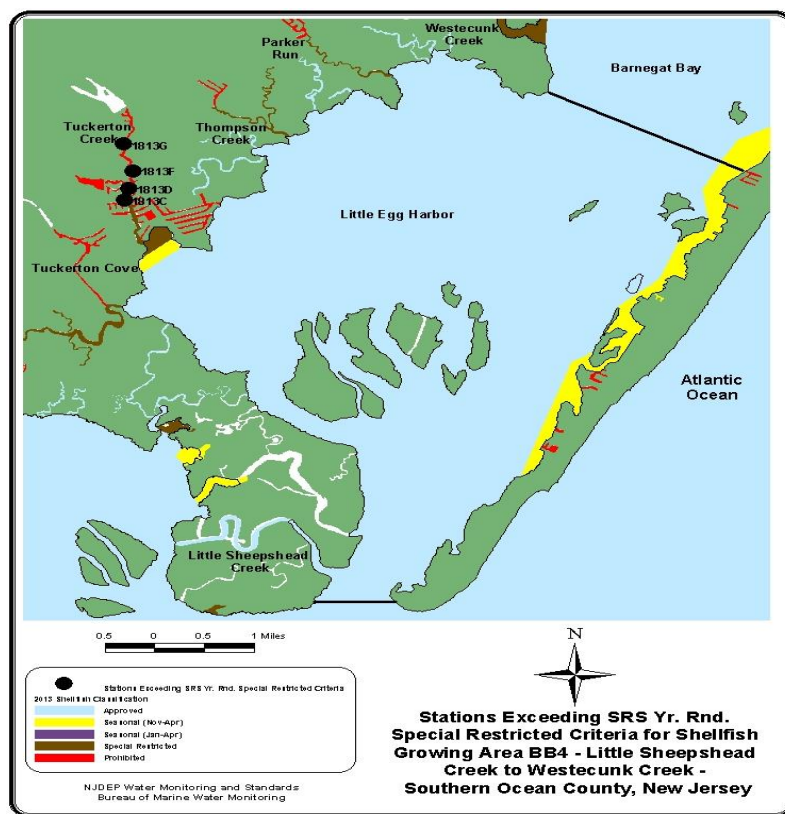 Westecunk
Creek
Parker
Run
Barnegat Bay
Tuckerton
Creek
Thompson
Creek
1813G
1813F
1813D
1813C
Little Egg Harbor
Tuckerton Cove
Atlantic
Ocean
Little Sheepshead
Creek
0.5 0 0.5 1 Miles
N
Stations Exceeding SRS Yr. Rnd. Special Restricted Criteria
2013 Shellfish Classification
Approved
Seasonal (Nov-Apr)
Seasonal (Jan-Apr)
Special Restricted
Prohibited
NJDEP Water Monitoring and Standards
Bureau of Marine Water Monitoring
Stations Exceeding SRS Yr. Rnd.
Special Restricted Criteria for Shellfish
Growing Area BB4 - Little Sheepshead
Creek to Westecunk Creek -
Southern Ocean County, New Jersey